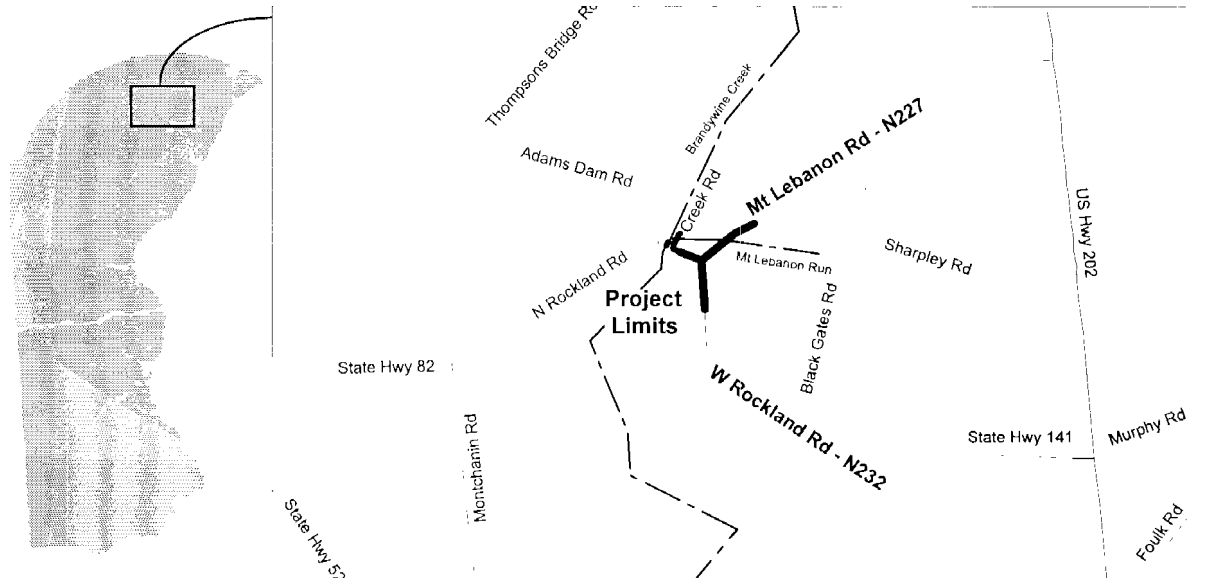 Thompsons Bridge Rd
Brandywine Creek
Mt Lebanon Rd - N227
Adams Dam Rd
Creek Rd
US Hwy 202
Sharpley Rd
Mt Lebanon Run
N Rockland Rd
Project
Limits
Black Gates Rd
State Hwy 82
W Rockland Rd - N232
Montchanin Rd
State Hwy 141
Murphy Rd
State Hwy 52
Foulk Rd